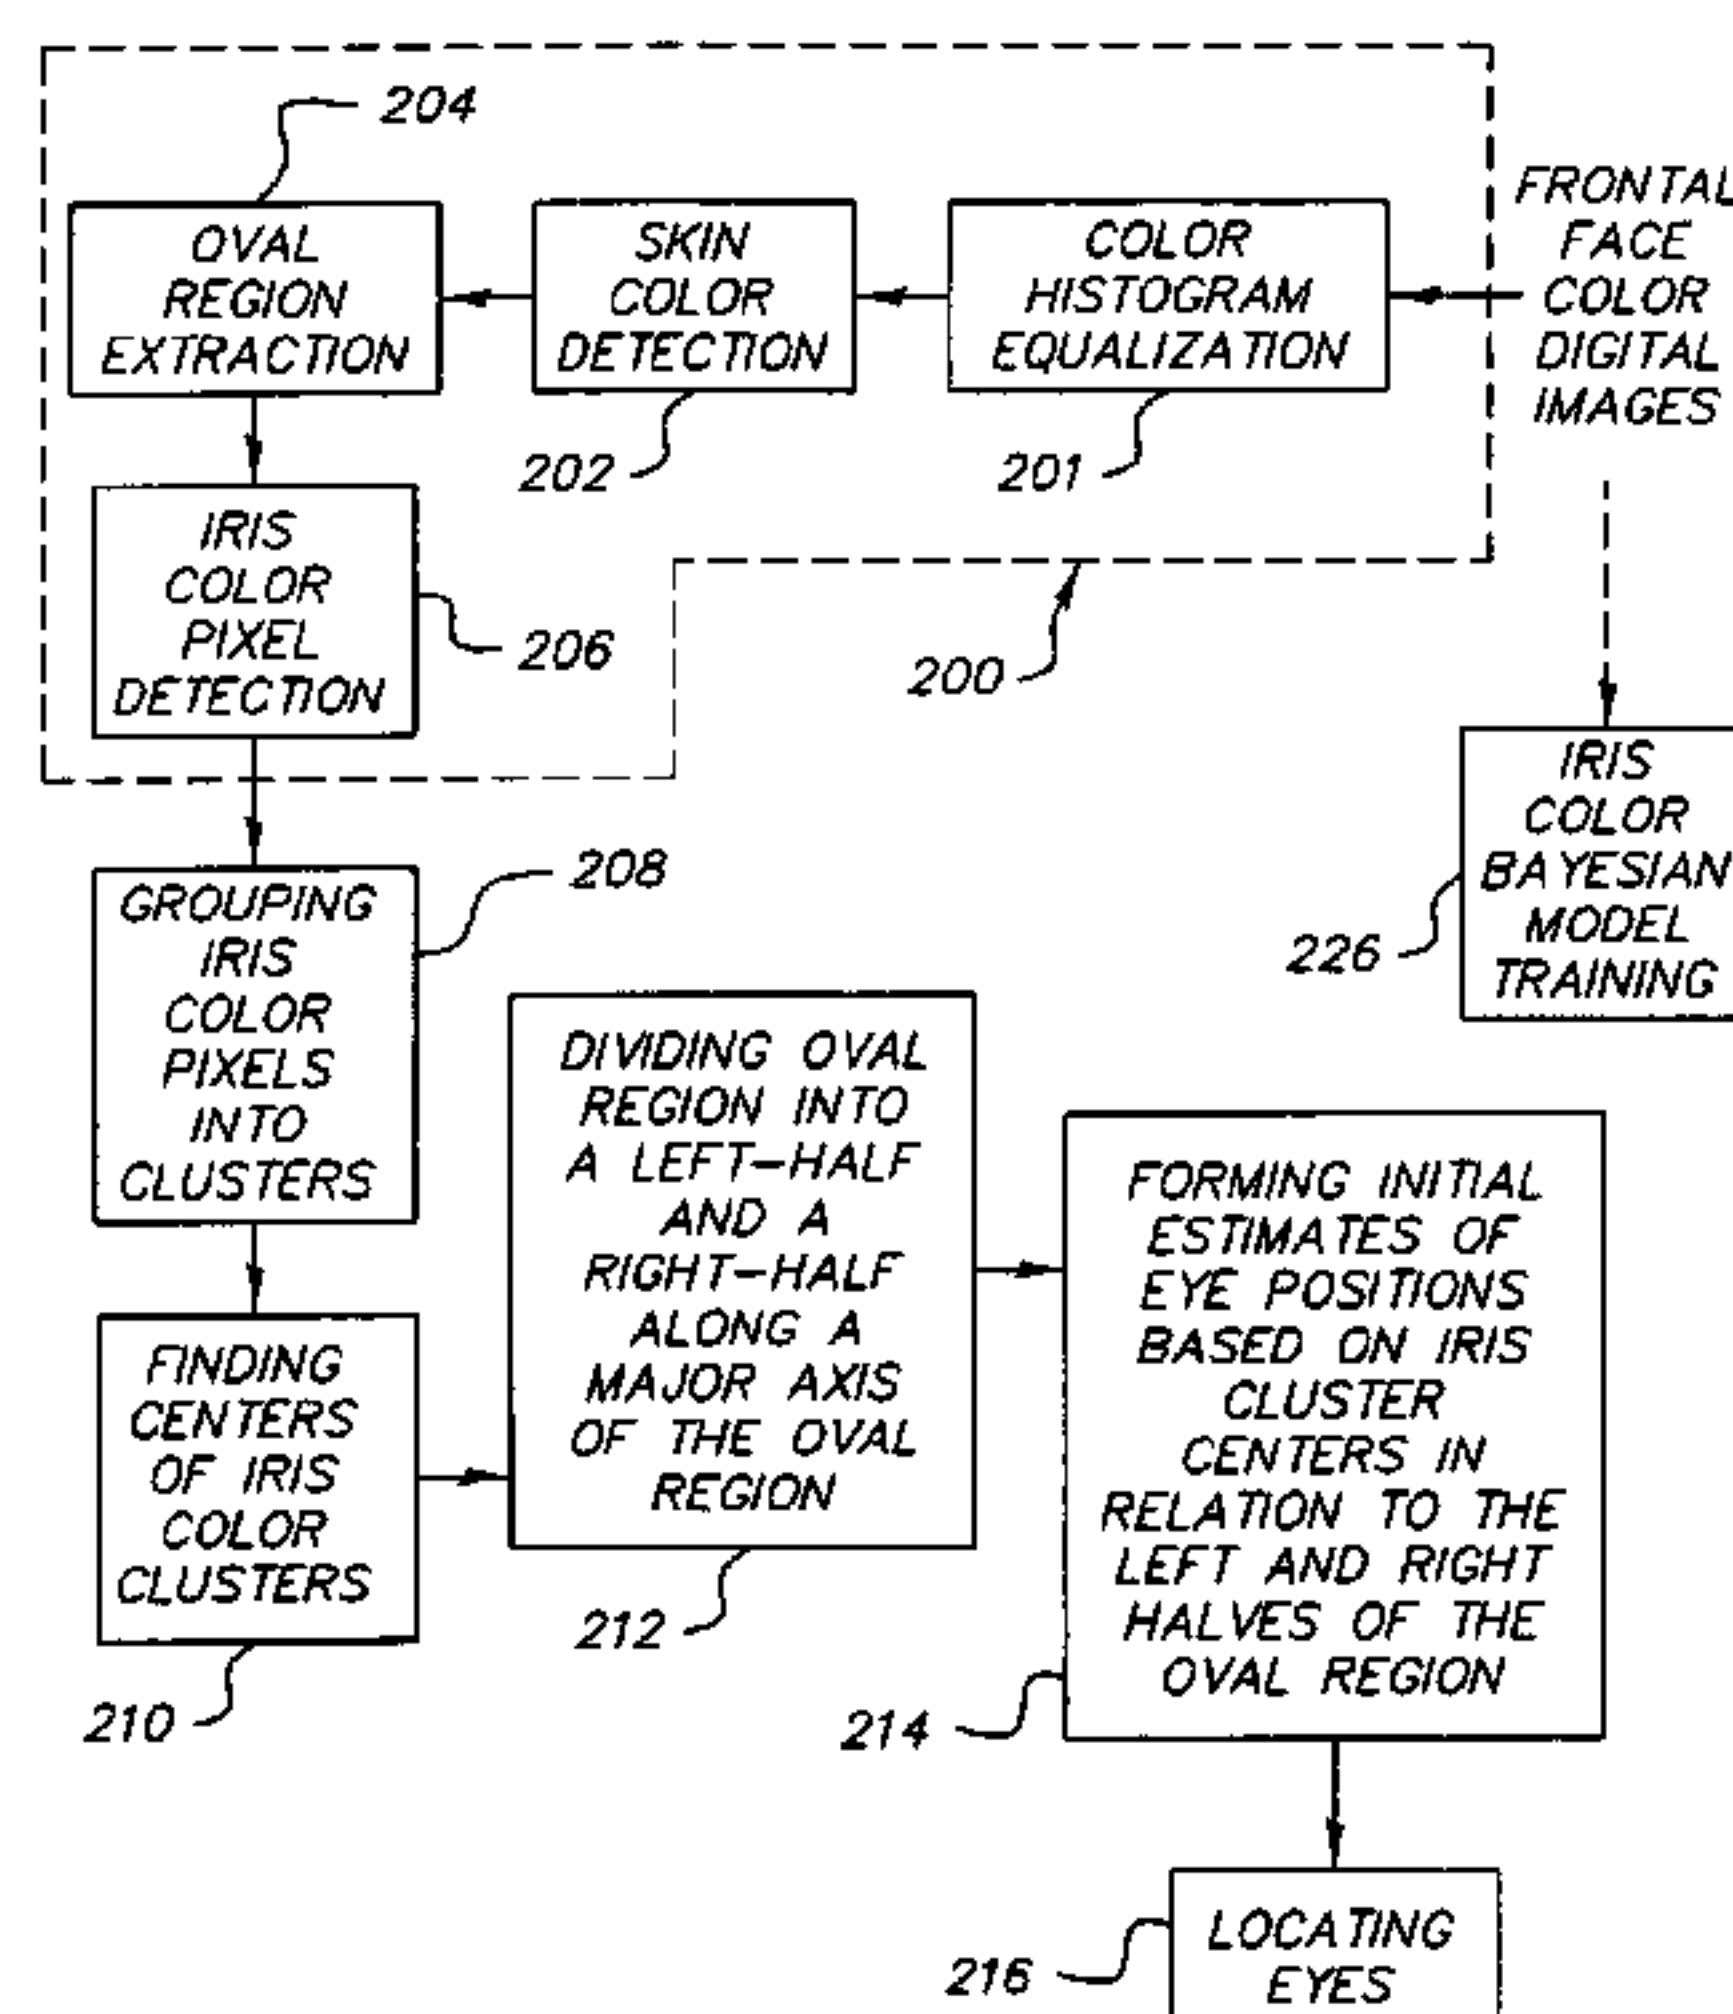 204
OVAL
REGION
EXTRACTION
SKIN
COLOR
DETECTION
COLOR
HISTOGRAM
EQUALIZATION
FRONTAL
FACE
COLOR
DIGITAL
IMAGES
202
201
IRIS
COLOR
PIXEL
DETECTION
206
200
IRIS
COLOR
BAYESIAN
MODEL
TRAINING
226
GROUPING
IRIS
COLOR
PIXELS
INTO
CLUSTERS
208
FINDING
CENTERS
OF IRIS
COLOR
CLUSTERS
210
DIVIDING OVAL
REGION INTO
A LEFT-HALF
AND A
RIGHT-HALF
ALONG A
MAJOR AXIS
OF THE OVAL
REGION
212
FORMING INITIAL
ESTIMATES OF
EYE POSITIONS
BASED ON IRIS
CLUSTER
CENTERS IN
RELATION TO THE
LEFT AND RIGHT
HALVES OF THE
OVAL REGION
214
LOCATING
EYES
216